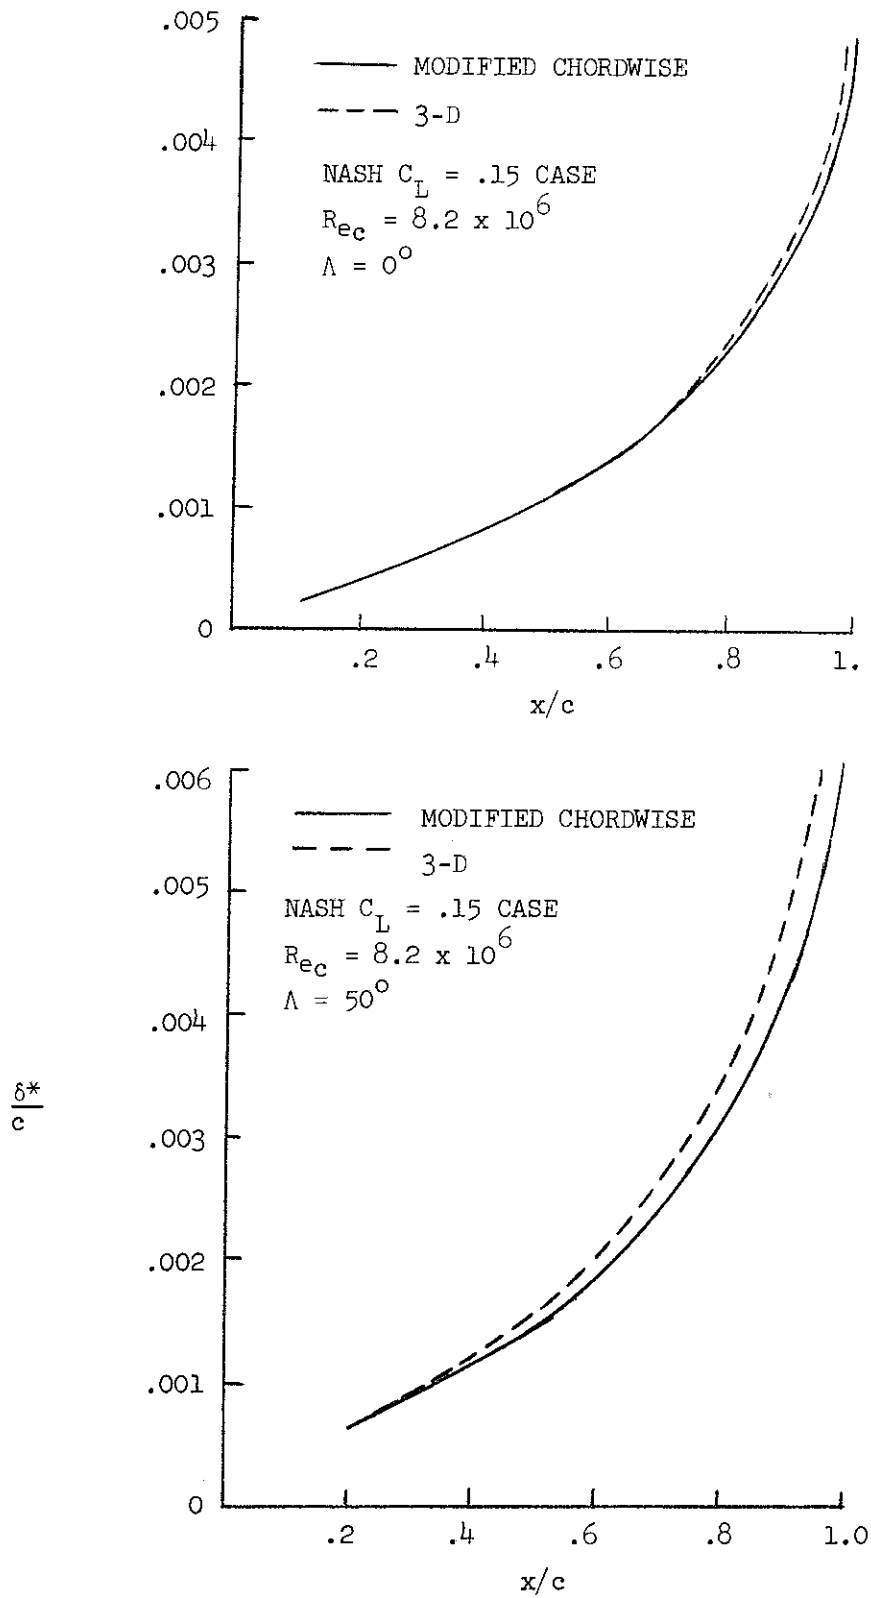 .005
MODIFIED CHORDWISE
3-D
.004
NASH C_L = .15 CASE
R_ec = 8.2 x 10^6
Λ = 0°
.003
.002
.001
0
.2 .4 .6 .8 1.
x/c
.006
MODIFIED CHORDWISE
3-D
.005
NASH C_L = .15 CASE
R_ec = 8.2 x 10^6
Λ = 50°
.004
δ*
c
.003
.002
.001
0
.2 .4 .6 .8 1.0
x/c